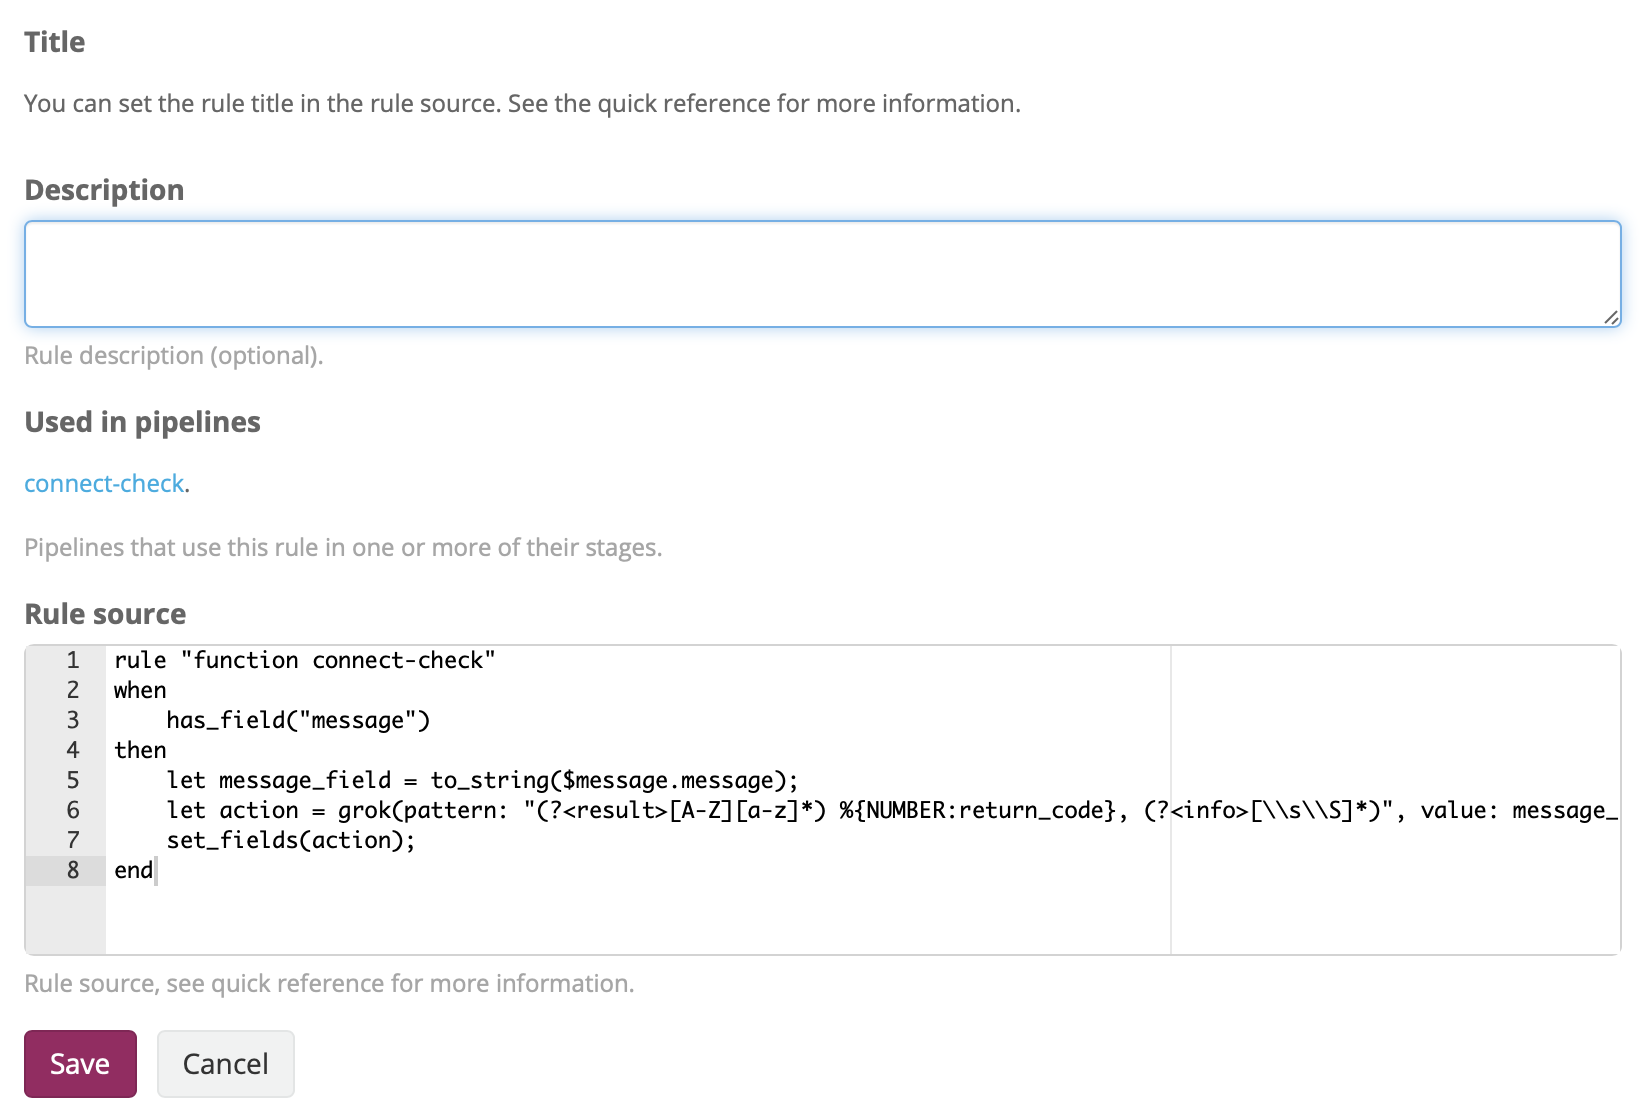 Title
You can set the rule title in the rule source. See the quick reference for more information.
Description
Rule description (optional).
Used in pipelines
connect-check.
Pipelines that use this rule in one or more of their stages.
Rule source
1 rule "function connect-check"
2 when
3     has_field("message")
4 then
5     let message_field = to_string($message.message);
6     let action = grok(pattern: "(?<result>[A-Z][a-z]*) %{NUMBER:return_code}, (?<info>[\\s\\S]*)", value: message_
7     set_fields(action);
8 end
Rule source, see quick reference for more information.
Save Cancel